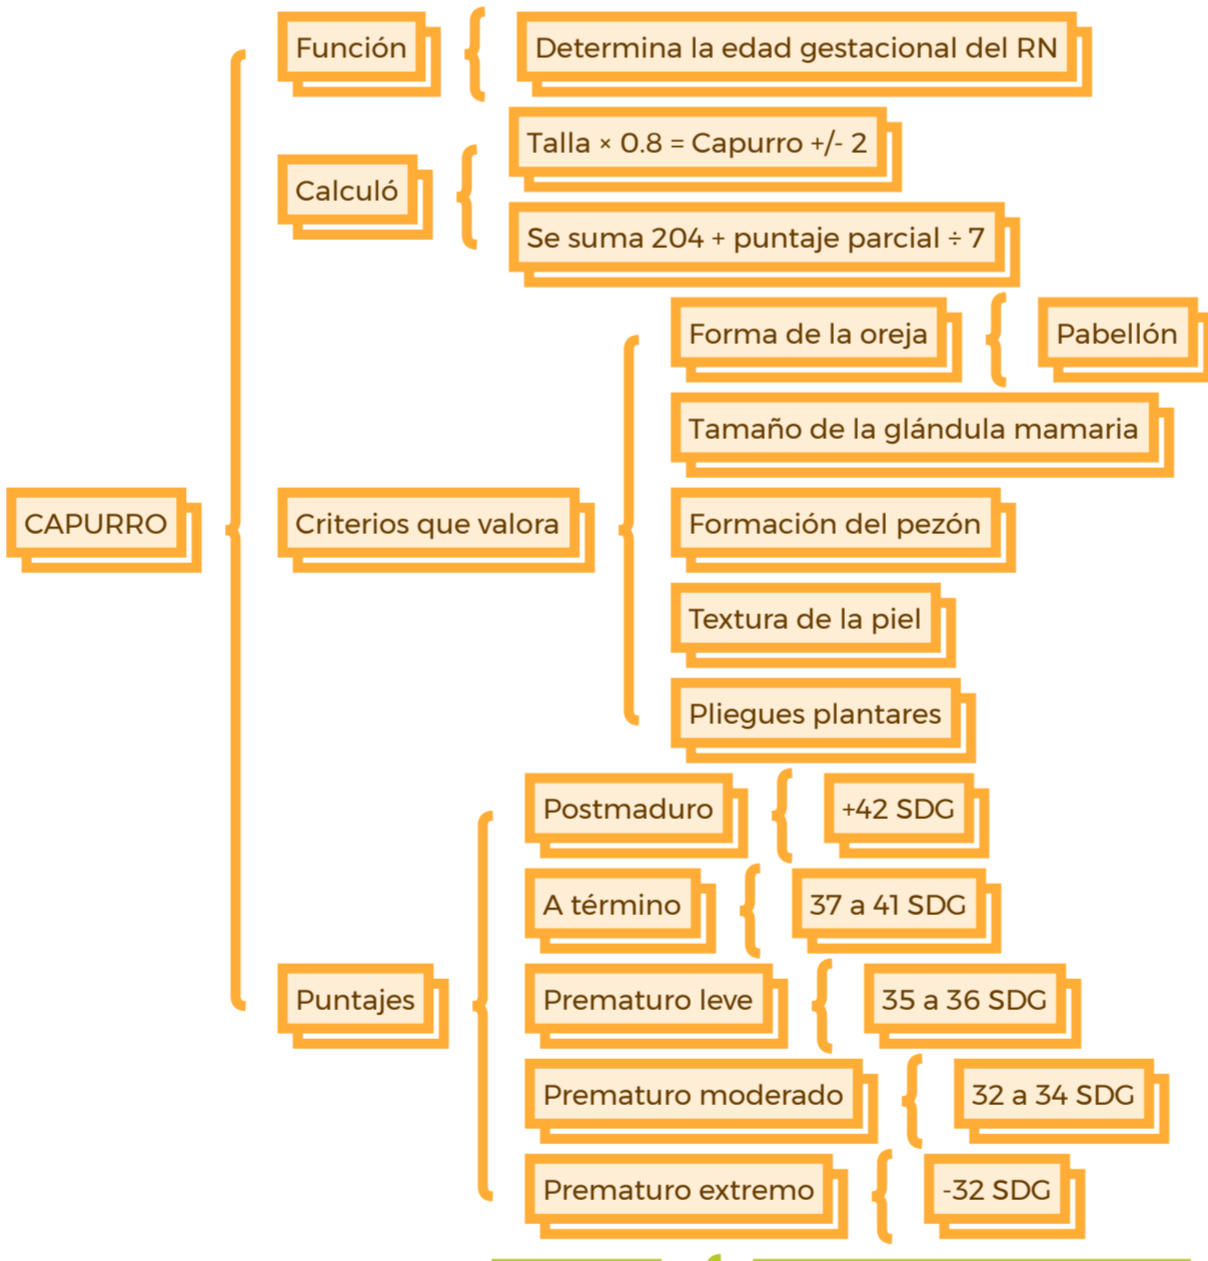 CAPURRO
Función
Determina la edad gestacional del RN
Calculó
Talla × 0.8 = Capurro +/- 2
Se suma 204 + puntaje parcial ÷ 7
Criterios que valora
Forma de la oreja
Pabellón
Tamaño de la glándula mamaria
Formación del pezón
Textura de la piel
Pliegues plantares
Puntajes
Postmaduro
+42 SDG
A término
37 a 41 SDG
Prematuro leve
35 a 36 SDG
Prematuro moderado
32 a 34 SDG
Prematuro extremo
-32 SDG